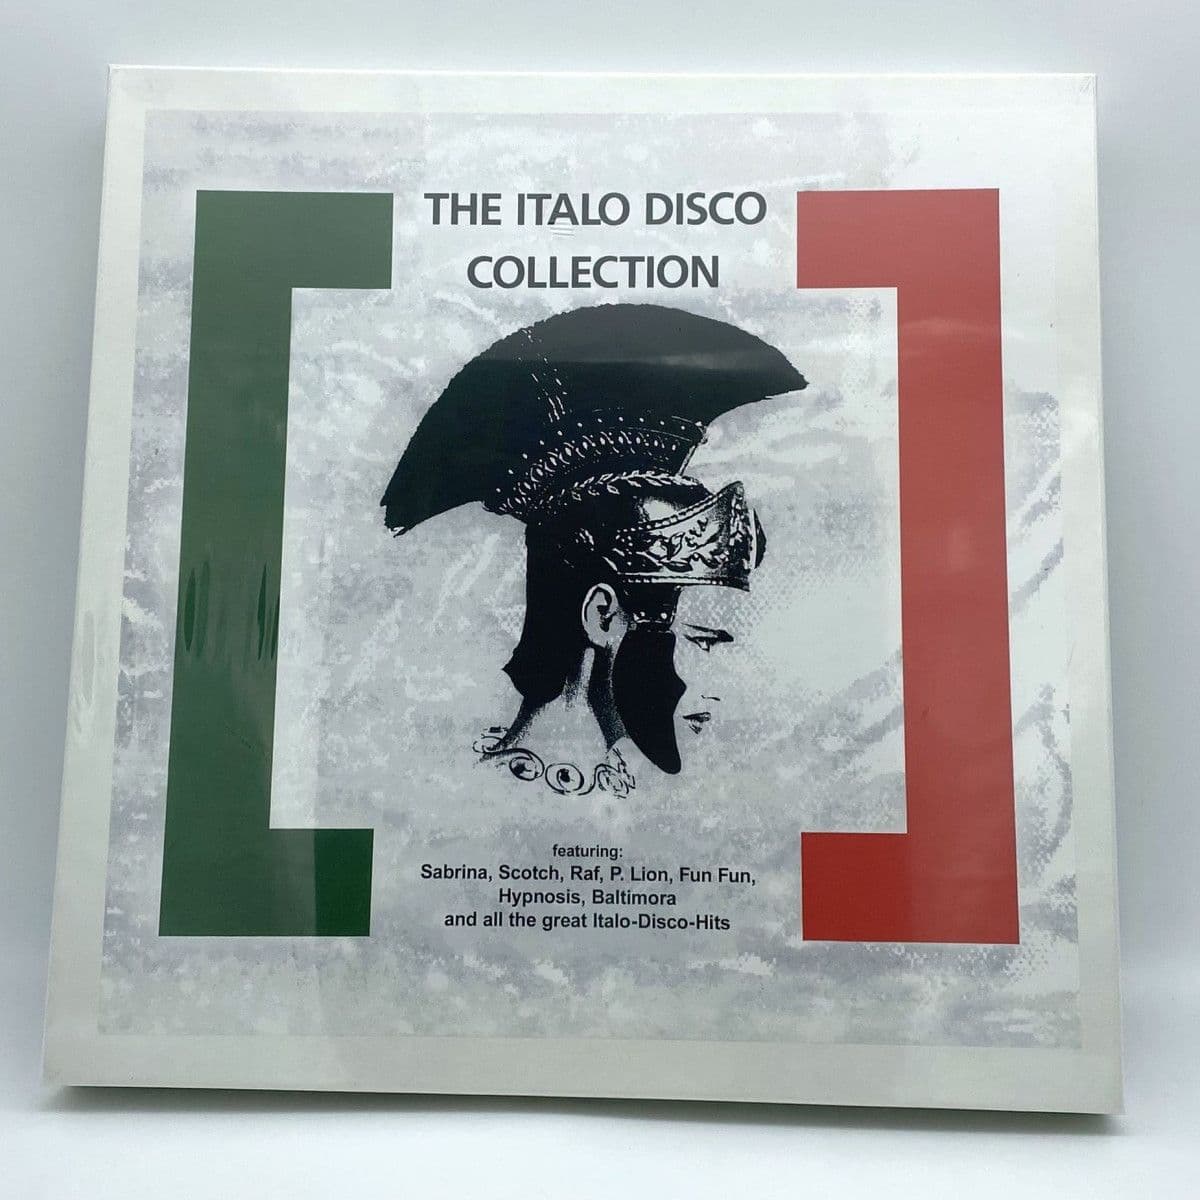 THE ITALO DISCO
COLLECTION
featuring:
Sabrina, Scotch, Raf, P. Lion, Fun Fun,
Hypnosis, Baltimora
and all the great Italo-Disco-Hits